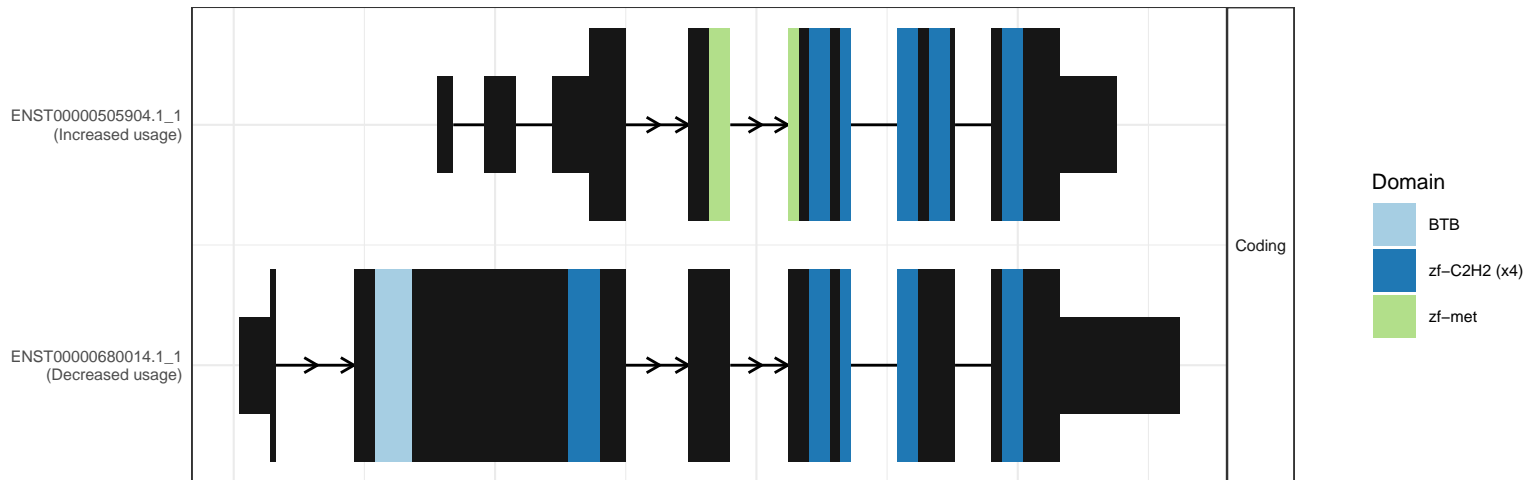 ENST00000505904.1_1
(Increased usage)
ENST00000680014.1_1
(Decreased usage)
Coding
Domain
BTB
zf−C2H2 (x4)
zf−met